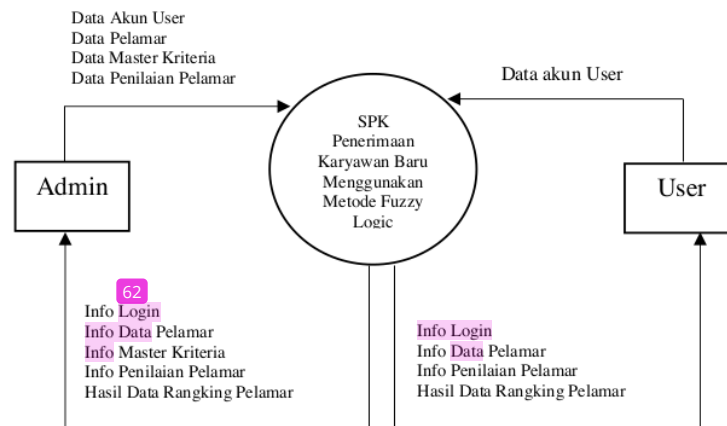 Data Akun User
Data Pelamar
Data Master Kriteria
Data Penilaian Pelamar
Data akun User
SPK
Penerimaan
Karyawan Baru
Menggunakan
Metode Fuzzy
Logic
Admin
User
62
Info Login
Info Data Pelamar
Info Master Kriteria
Info Penilaian Pelamar
Hasil Data Rangking Pelamar
Info Login
Info Data Pelamar
Info Penilaian Pelamar
Hasil Data Rangking Pelamar